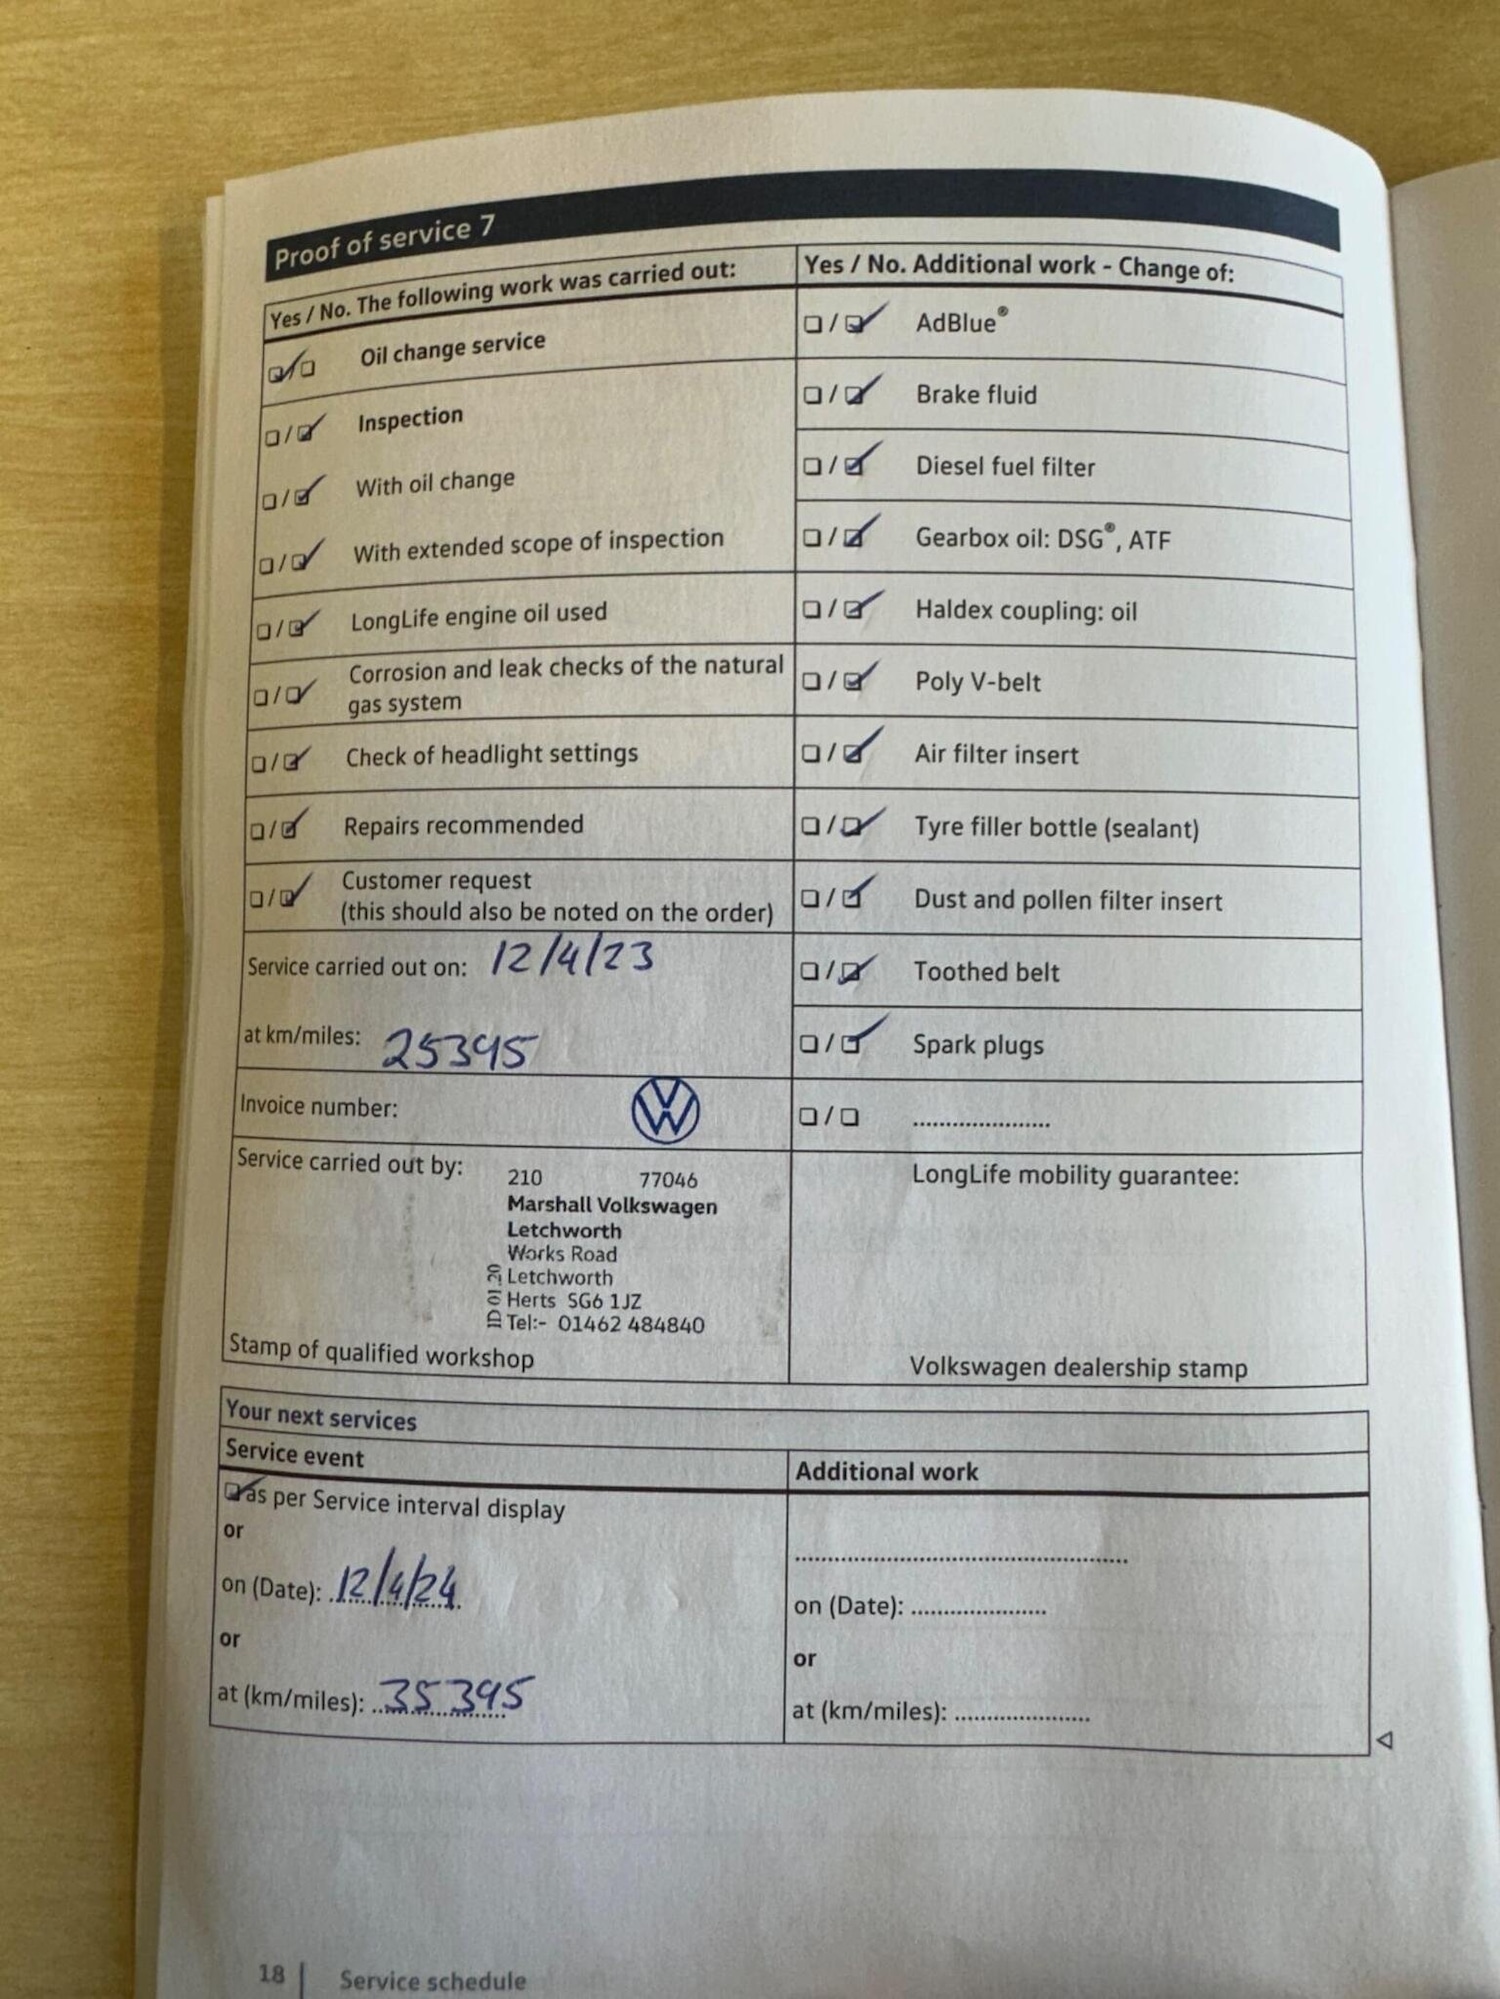 Proof of service 7
Yes / No. The following work was carried out:
Oil change service
Inspection
With oil change
With extended scope of inspection
LongLife engine oil used
Corrosion and leak checks of the natural
gas system
Check of headlight settings
Repairs recommended
Customer request
(this should also be noted on the order)
Service carried out on: 12/4/23
at km/miles: 25395
Invoice number:
Service carried out by:
210 77046
Marshall Volkswagen
Letchworth
Works Road
Letchworth
Herts SG6 1JZ
Tel:- 01462 484840
Stamp of qualified workshop
Yes / No. Additional work - Change of:
AdBlue®
Brake fluid
Diesel fuel filter
Gearbox oil: DSG®, ATF
Haldex coupling: oil
Poly V-belt
Air filter insert
Tyre filler bottle (sealant)
Dust and pollen filter insert
Toothed belt
Spark plugs
....................
LongLife mobility guarantee:
Volkswagen dealership stamp
Your next services
Service event
as per Service interval display
or
on (Date): 12/4/24
or
at (km/miles): 35395
Additional work
..................................................
on (Date): ....................
or
at (km/miles): ....................
18 | Service schedule